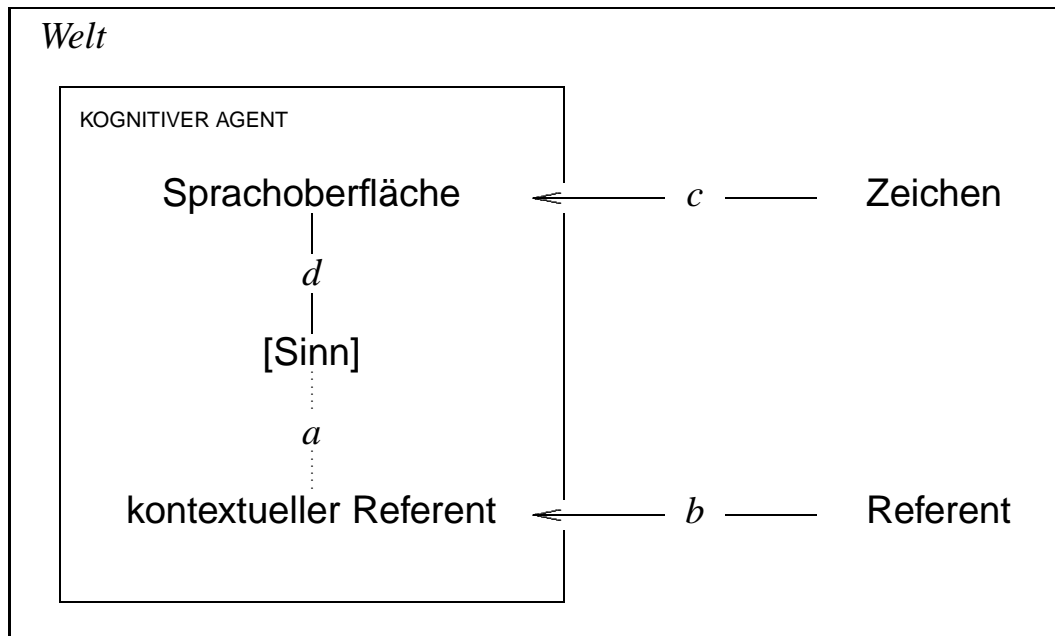 Welt
KOGNITIVER AGENT
Sprachoberfläche c Zeichen
d
[Sinn]
a
kontextueller Referent b Referent